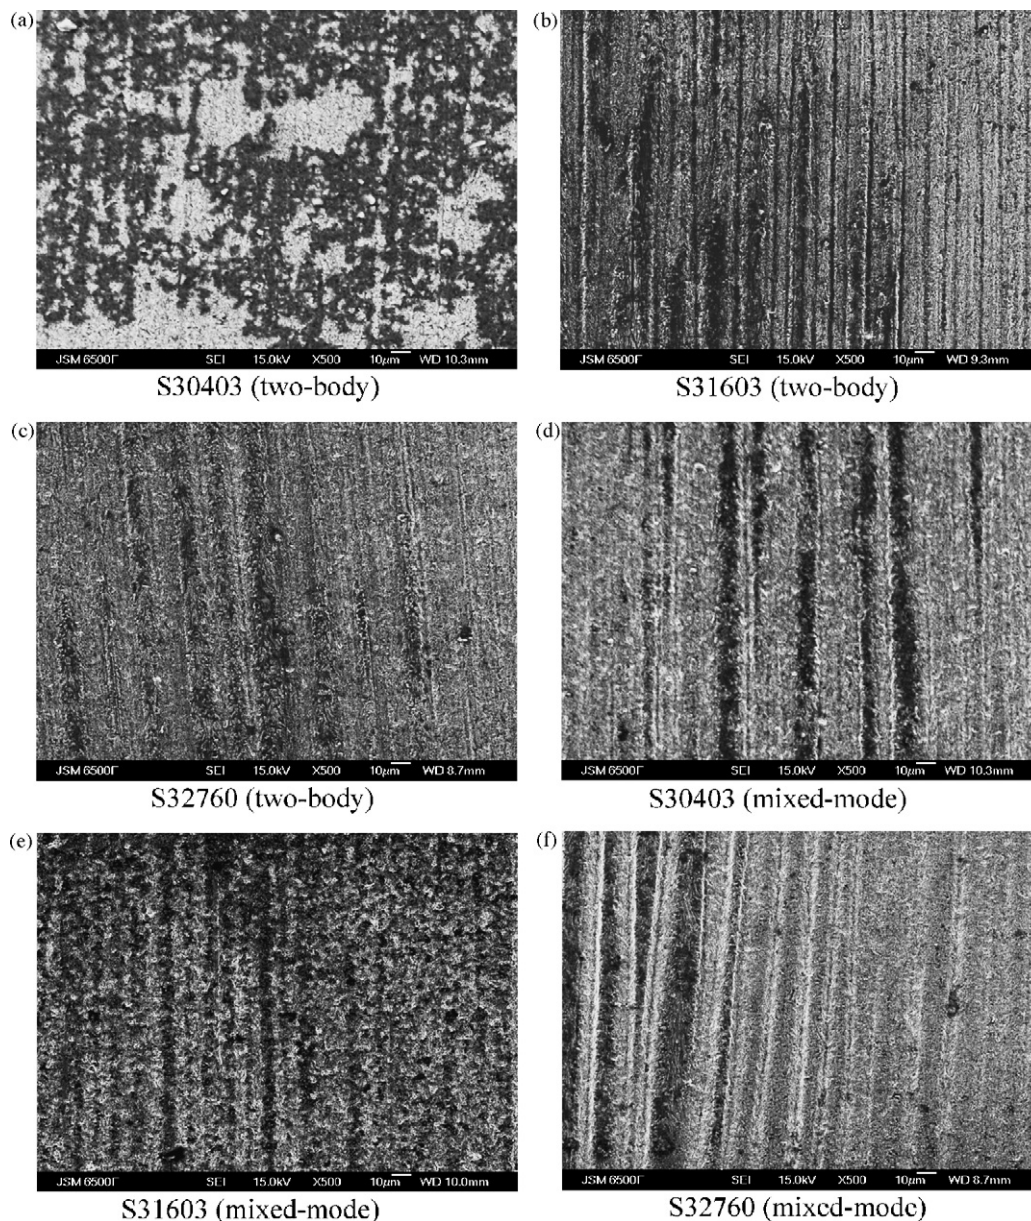 (a)
JSM 6500F SEI 15.0kV X500 10μm WD 10.3mm
S30403 (two-body)
(b)
JSM 6500F SEI 15.0kV X500 10μm WD 9.3mm
S31603 (two-body)
(c)
JSM 6500F SEI 15.0kV X500 10μm WD 8.7mm
S32760 (two-body)
(d)
JSM 6500F SEI 15.0kV X500 10μm WD 10.3mm
S30403 (mixed-mode)
(e)
JSM 6500F SEI 15.0kV X500 10μm WD 10.0mm
S31603 (mixed-mode)
(f)
JSM 6500F SEI 15.0kV X500 10μm WD 8.7mm
S32760 (mixed-mode)